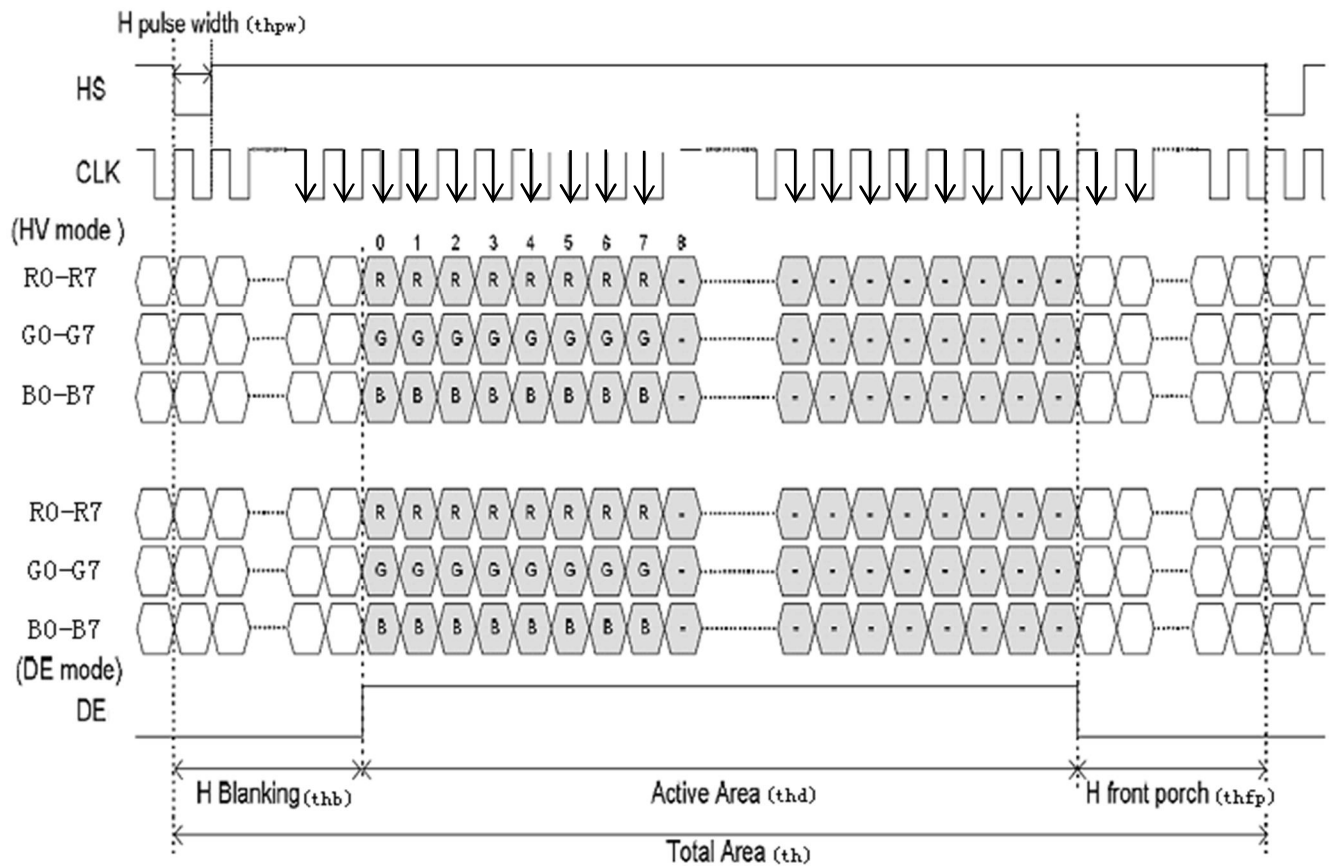 H pulse width (thpw)
HS
CLK
(HV mode )
0 1 2 3 4 5 6 7 8
R0-R7 R R R R R R R R - - - - - - - - -
G0-G7 G G G G G G G G - - - - - - - - -
B0-B7 B B B B B B B B - - - - - - - - -
R0-R7 R R R R R R R R - - - - - - - - -
G0-G7 G G G G G G G G - - - - - - - - -
B0-B7 B B B B B B B B - - - - - - - - -
(DE mode)
DE
H Blanking (thb) Active Area (thd) H front porch (thfp)
Total Area (th)